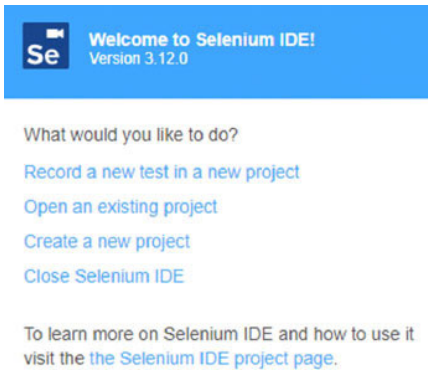 Se
Welcome to Selenium IDE!
Version 3.12.0
What would you like to do?
Record a new test in a new project
Open an existing project
Create a new project
Close Selenium IDE
To learn more on Selenium IDE and how to use it
visit the the Selenium IDE project page.